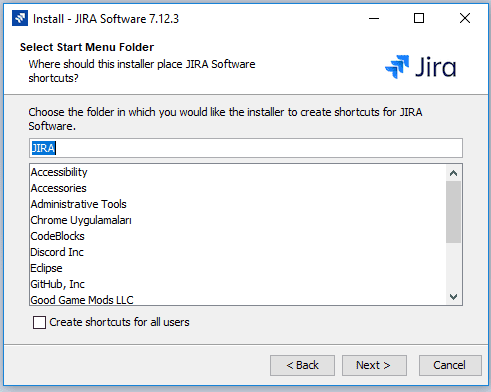 Install - JIRA Software 7.12.3
Select Start Menu Folder
Where should this installer place JIRA Software
shortcuts?
Jira
Choose the folder in which you would like the installer to create shortcuts for JIRA
Software.
JIRA
Accessibility
Accessories
Administrative Tools
Chrome Uygulamaları
CodeBlocks
Discord Inc
Eclipse
GitHub, Inc
Good Game Mods LLC
Create shortcuts for all users
< Back
Next >
Cancel